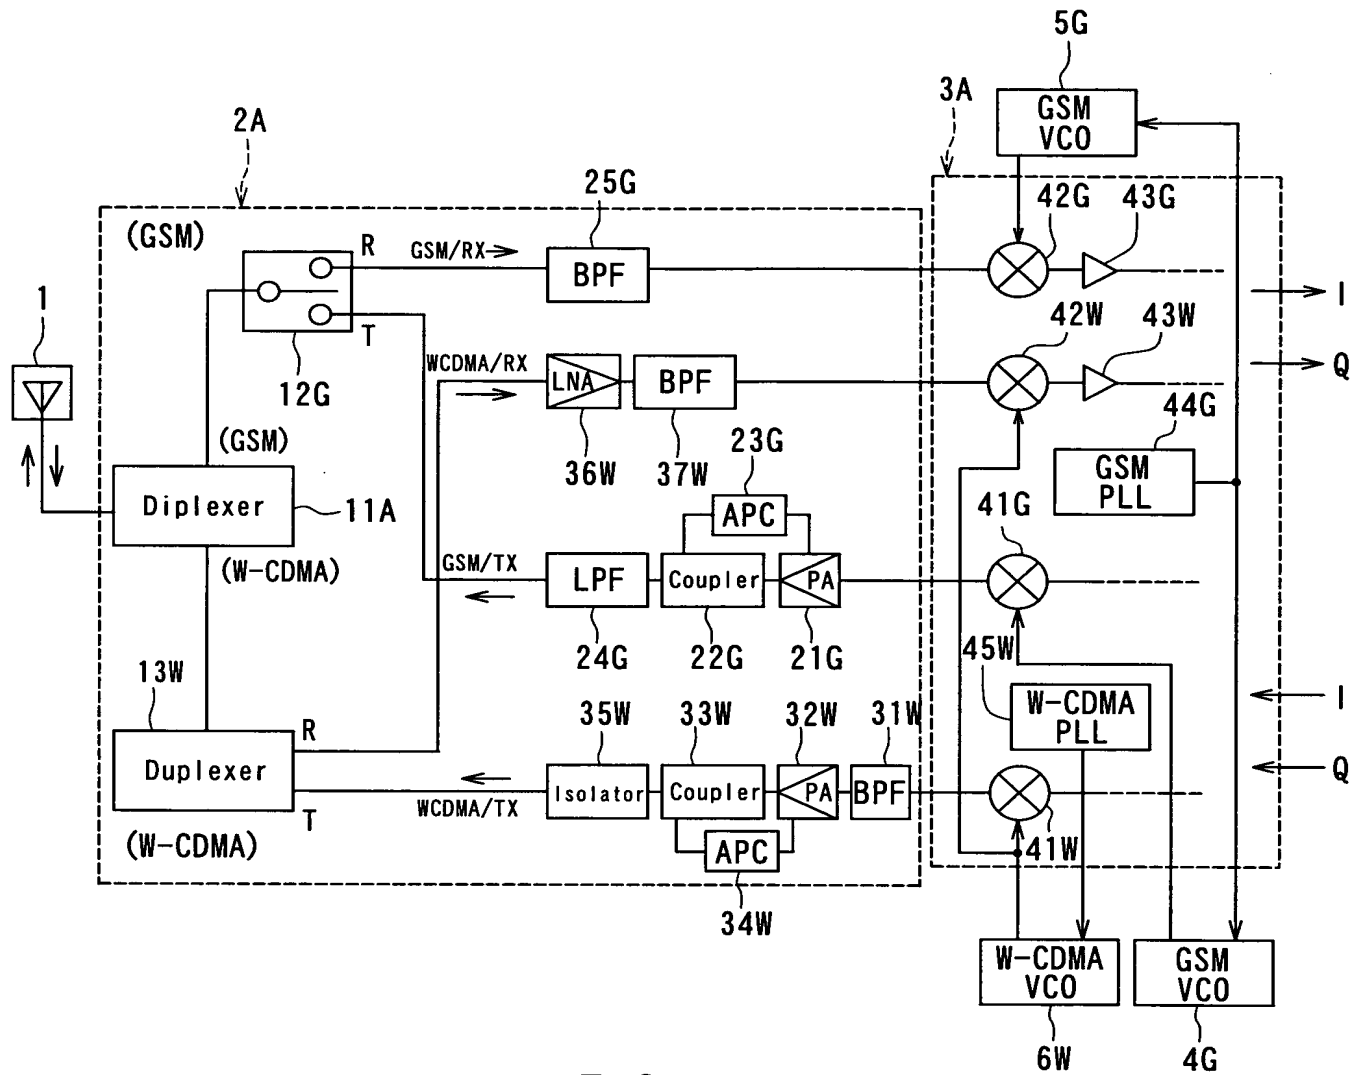 5G
GSM
VCO
3A
2A
25G
42G
43G
(GSM)
R
GSM/RX
BPF
I
1
T
12G
WCDMA/RX
LNA
BPF
42W
43W
Q
44G
(GSM)
36W
37W
23G
GSM
PLL
Diplexer
11A
APC
41G
(W-CDMA)
GSM/TX
LPF
Coupler
PA
24G
22G
21G
45W
13W
35W
33W
32W
31W
W-CDMA
PLL
I
R
Duplexer
Isolator
Coupler
PA
BPF
Q
T
WCDMA/TX
(W-CDMA)
APC
41W
34W
W-CDMA
VCO
GSM
VCO
6W
4G